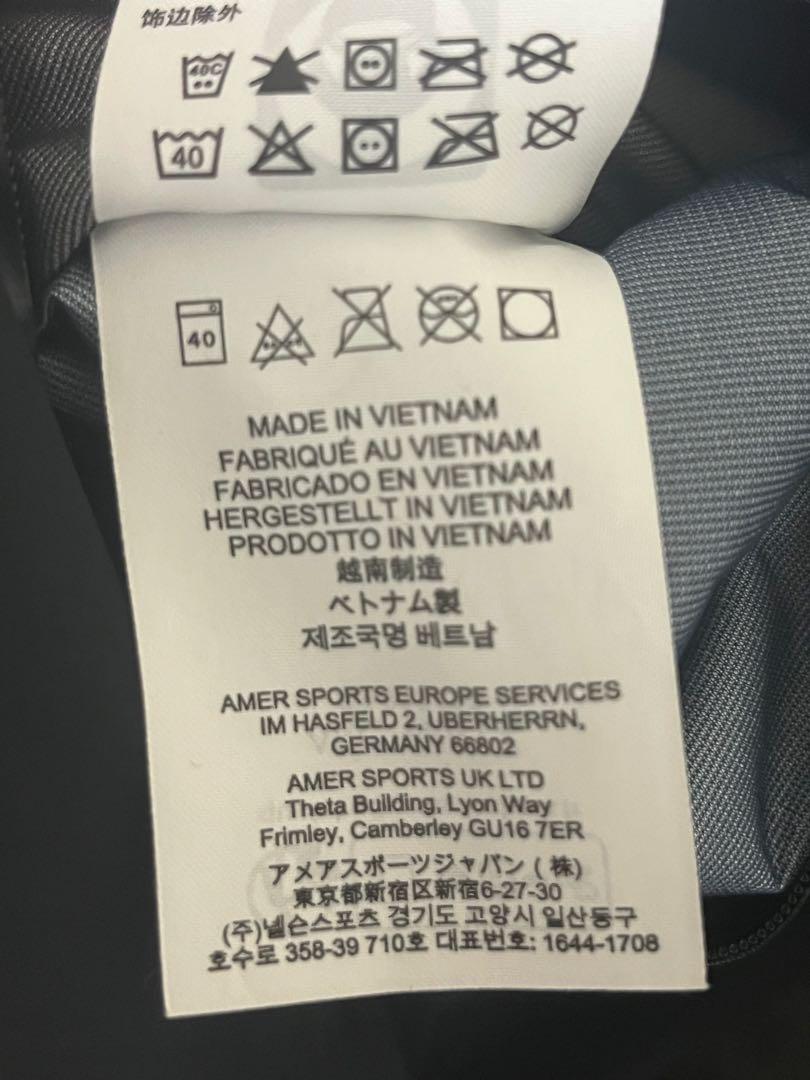 饰边除外
40C
40
40
MADE IN VIETNAM
FABRIQUÉ AU VIETNAM
FABRICADO EN VIETNAM
HERGESTELLT IN VIETNAM
PRODOTTO IN VIETNAM
越南制造
ベトナム製
제조국명 베트남
AMER SPORTS EUROPE SERVICES
IM HASFELD 2, UBERHERRN,
GERMANY 66802
AMER SPORTS UK LTD
Theta Building, Lyon Way
Frimley, Camberley GU16 7ER
アメアスポーツジャパン ( 株)
東京都新宿区新宿6-27-30
(주)넬슨스포츠 경기도 고양시 일산동구
호수로 358-39 710호 대표번호: 1644-1708